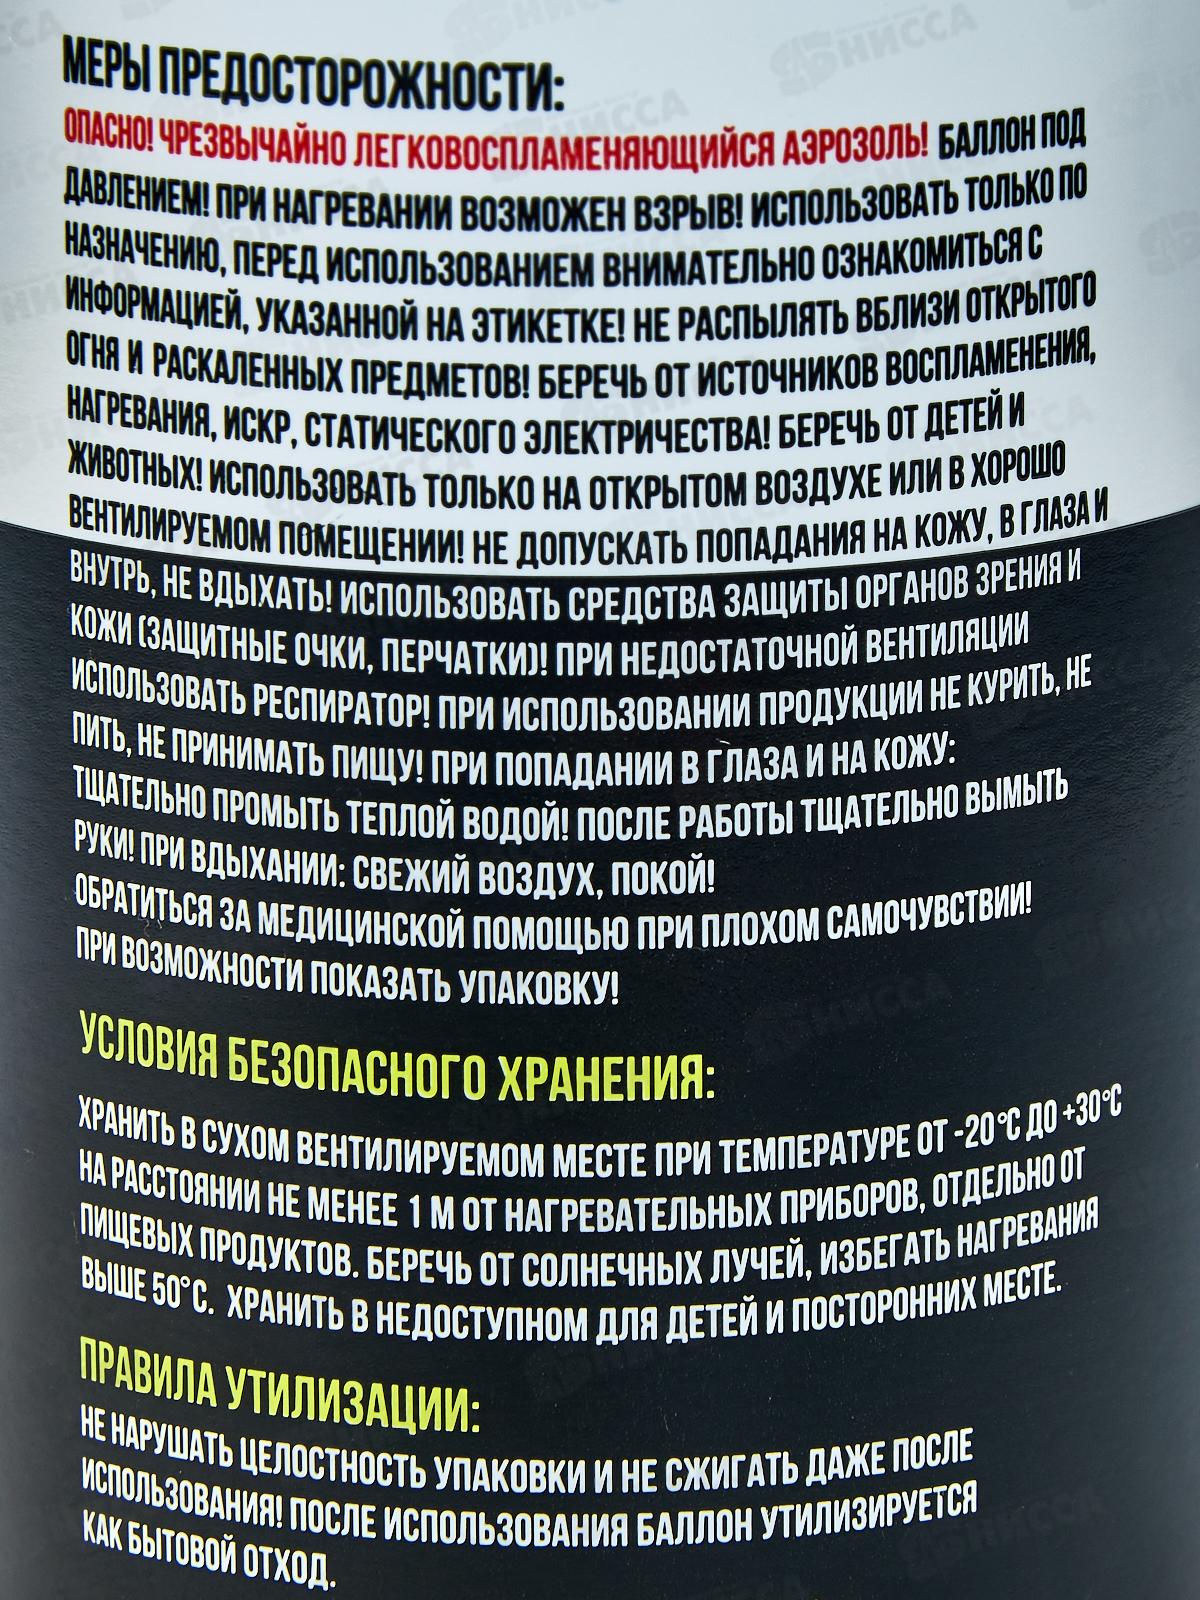 МЕРЫ ПРЕДОСТОРОЖНОСТИ:
ОПАСНО! ЧРЕЗВЫЧАЙНО ЛЕГКОВОСПЛАМЕНЯЮЩИЙСЯ АЭРОЗОЛЬ! БАЛЛОН ПОД
ДАВЛЕНИЕМ! ПРИ НАГРЕВАНИИ ВОЗМОЖЕН ВЗРЫВ! ИСПОЛЬЗОВАТЬ ТОЛЬКО ПО
НАЗНАЧЕНИЮ, ПЕРЕД ИСПОЛЬЗОВАНИЕМ ВНИМАТЕЛЬНО ОЗНАКОМИТЬСЯ С
ИНФОРМАЦИЕЙ, УКАЗАННОЙ НА ЭТИКЕТКЕ! НЕ РАСПЫЛЯТЬ ВБЛИЗИ ОТКРЫТОГО
ОГНЯ И РАСКАЛЕННЫХ ПРЕДМЕТОВ! БЕРЕЧЬ ОТ ИСТОЧНИКОВ ВОСПЛАМЕНЕНИЯ,
НАГРЕВАНИЯ, ИСКР, СТАТИЧЕСКОГО ЭЛЕКТРИЧЕСТВА! БЕРЕЧЬ ОТ ДЕТЕЙ И
ЖИВОТНЫХ! ИСПОЛЬЗОВАТЬ ТОЛЬКО НА ОТКРЫТОМ ВОЗДУХЕ ИЛИ В ХОРОШО
ВЕНТИЛИРУЕМОМ ПОМЕЩЕНИИ! НЕ ДОПУСКАТЬ ПОПАДАНИЯ НА КОЖУ, В ГЛАЗА И
ВНУТРЬ, НЕ ВДЫХАТЬ! ИСПОЛЬЗОВАТЬ СРЕДСТВА ЗАЩИТЫ ОРГАНОВ ЗРЕНИЯ И
КОЖИ (ЗАЩИТНЫЕ ОЧКИ, ПЕРЧАТКИ)! ПРИ НЕДОСТАТОЧНОЙ ВЕНТИЛЯЦИИ
ИСПОЛЬЗОВАТЬ РЕСПИРАТОР! ПРИ ИСПОЛЬЗОВАНИИ ПРОДУКЦИИ НЕ КУРИТЬ, НЕ
ПИТЬ, НЕ ПРИНИМАТЬ ПИЩУ! ПРИ ПОПАДАНИИ В ГЛАЗА И НА КОЖУ:
ТЩАТЕЛЬНО ПРОМЫТЬ ТЕПЛОЙ ВОДОЙ! ПОСЛЕ РАБОТЫ ТЩАТЕЛЬНО ВЫМЫТЬ
РУКИ! ПРИ ВДЫХАНИИ: СВЕЖИЙ ВОЗДУХ, ПОКОЙ!
ОБРАТИТЬСЯ ЗА МЕДИЦИНСКОЙ ПОМОЩЬЮ ПРИ ПЛОХОМ САМОЧУВСТВИИ!
ПРИ ВОЗМОЖНОСТИ ПОКАЗАТЬ УПАКОВКУ!
УСЛОВИЯ БЕЗОПАСНОГО ХРАНЕНИЯ:
ХРАНИТЬ В СУХОМ ВЕНТИЛИРУЕМОМ МЕСТЕ ПРИ ТЕМПЕРАТУРЕ ОТ -20°C ДО +30°C
НА РАССТОЯНИИ НЕ МЕНЕЕ 1 М ОТ НАГРЕВАТЕЛЬНЫХ ПРИБОРОВ, ОТДЕЛЬНО ОТ
ПИЩЕВЫХ ПРОДУКТОВ. БЕРЕЧЬ ОТ СОЛНЕЧНЫХ ЛУЧЕЙ, ИЗБЕГАТЬ НАГРЕВАНИЯ
ВЫШЕ 50°C. ХРАНИТЬ В НЕДОСТУПНОМ ДЛЯ ДЕТЕЙ И ПОСТОРОННИХ МЕСТЕ.
ПРАВИЛА УТИЛИЗАЦИИ:
НЕ НАРУШАТЬ ЦЕЛОСТНОСТЬ УПАКОВКИ И НЕ СЖИГАТЬ ДАЖЕ ПОСЛЕ
ИСПОЛЬЗОВАНИЯ! ПОСЛЕ ИСПОЛЬЗОВАНИЯ БАЛЛОН УТИЛИЗИРУЕТСЯ
КАК БЫТОВОЙ ОТХОД.